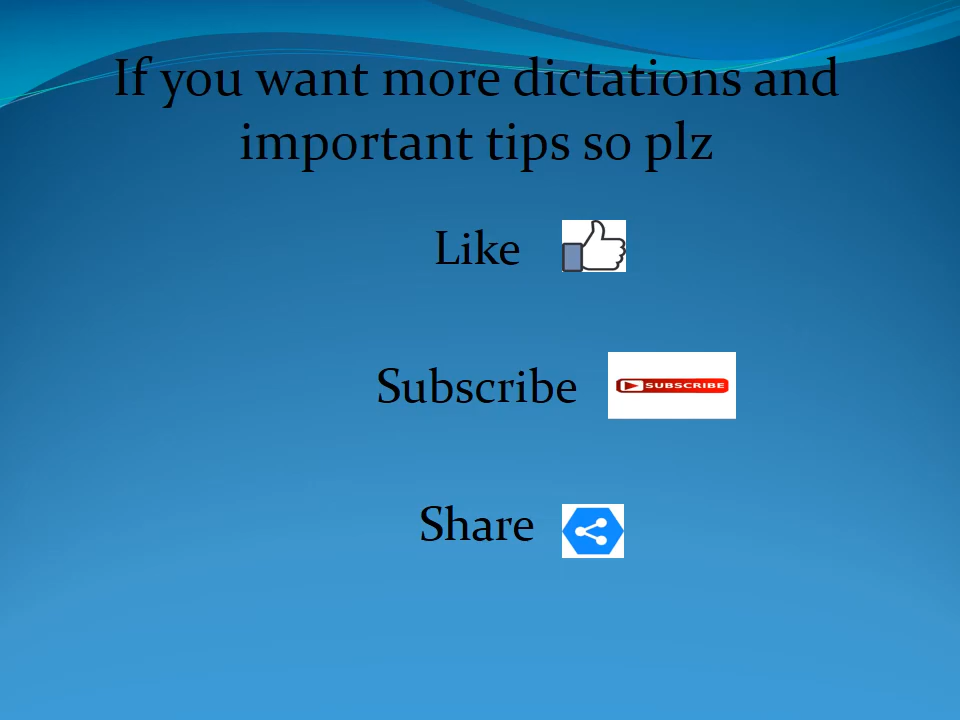 If you want more dictations and
important tips so plz
Like
Subscribe
SUBSCRIBE
Share